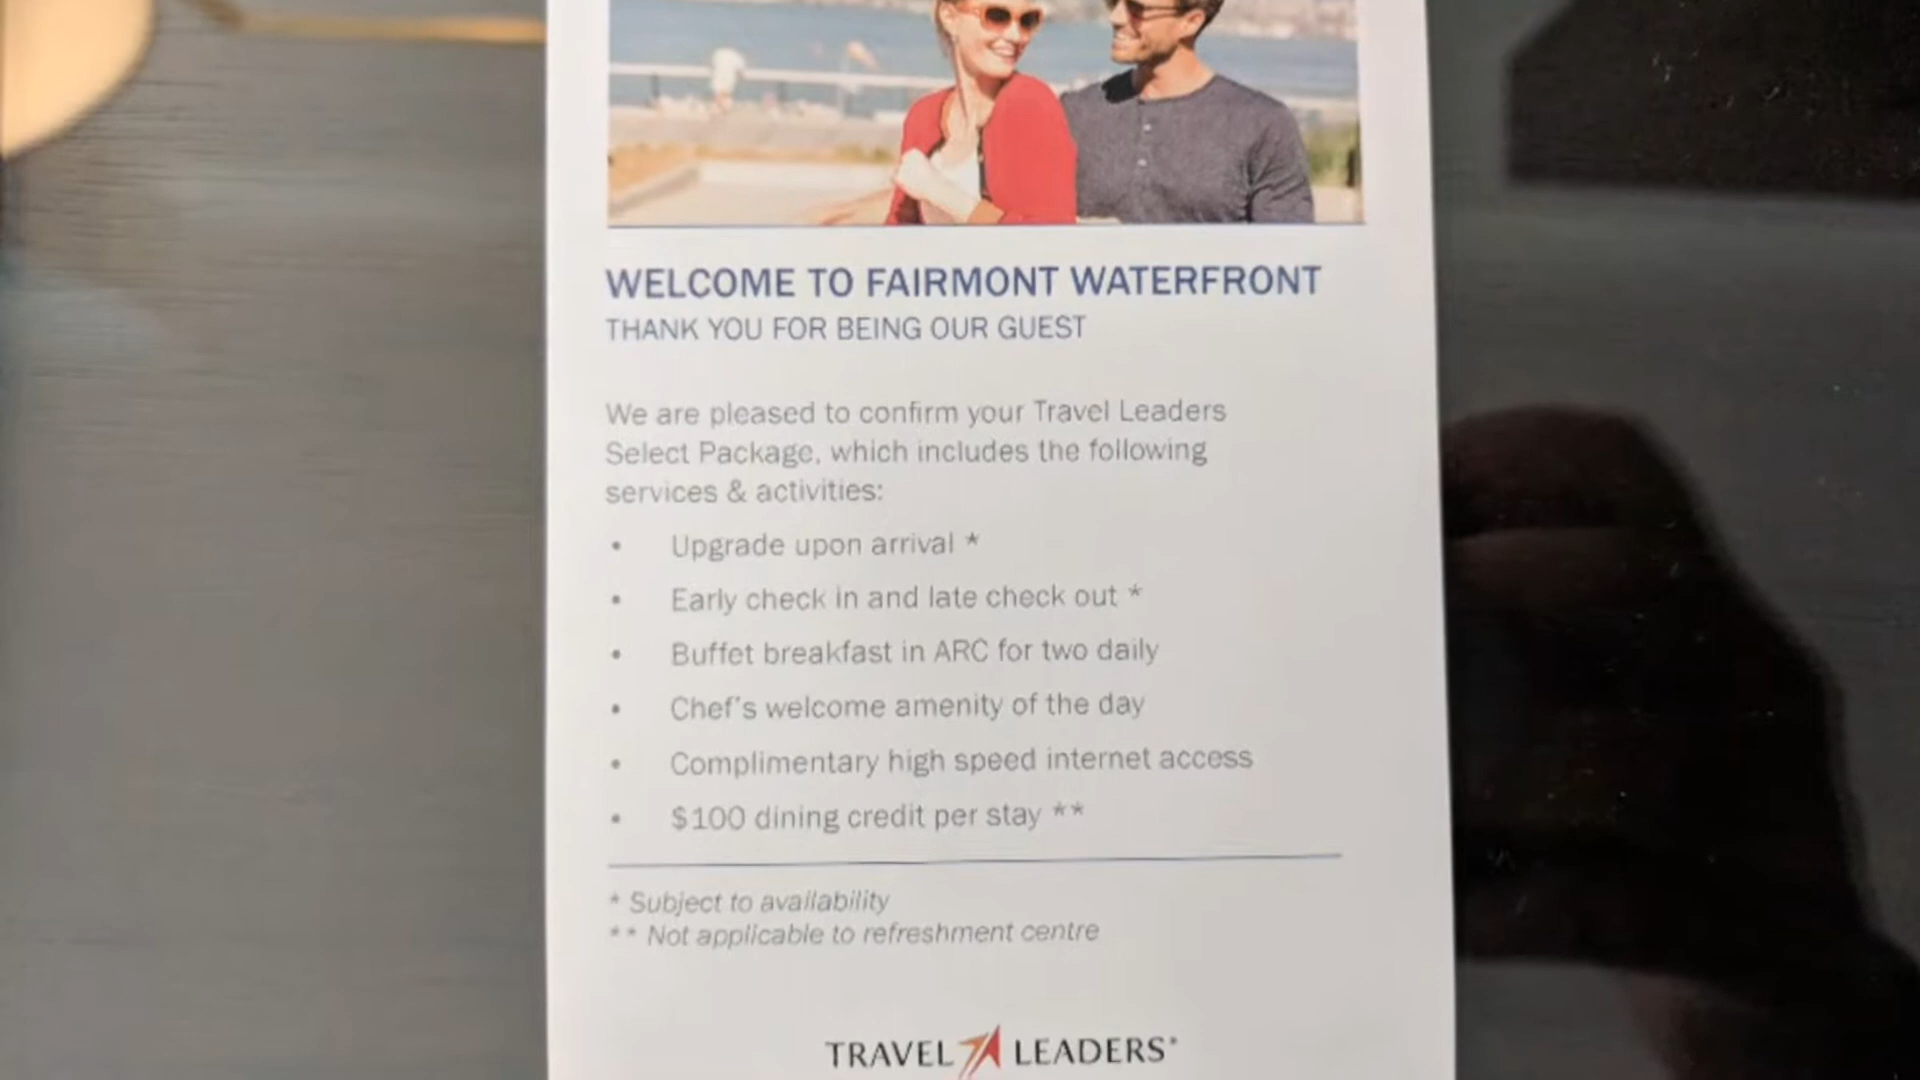 WELCOME TO FAIRMONT WATERFRONT
THANK YOU FOR BEING OUR GUEST
We are pleased to confirm your Travel Leaders
Select Package, which includes the following
services & activities:
• Upgrade upon arrival *
• Early check in and late check out *
• Buffet breakfast in ARC for two daily
• Chef's welcome amenity of the day
• Complimentary high speed internet access
• $100 dining credit per stay **
* Subject to availability
** Not applicable to refreshment centre
TRAVEL LEADERS®